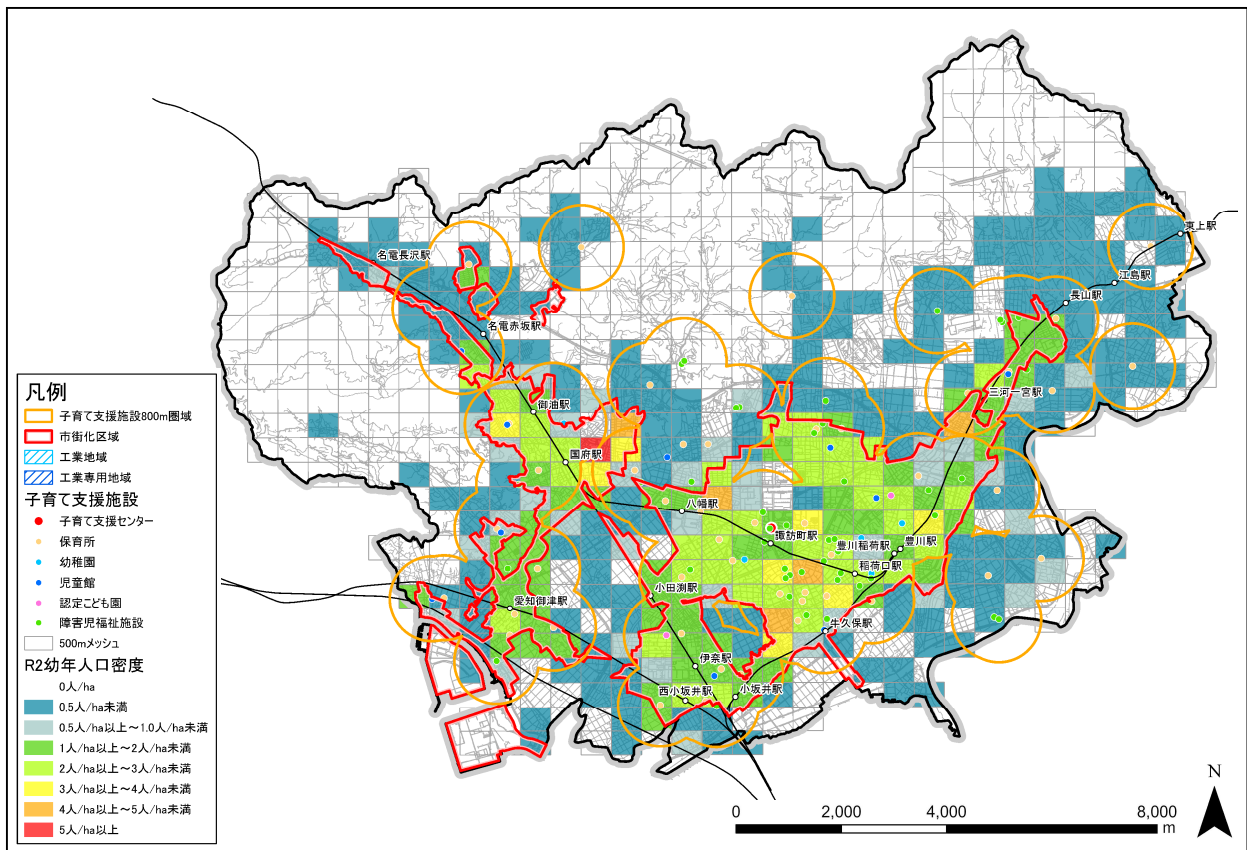 東上駅
名電長沢駅
江島駅
長山駅
名電赤坂駅
三河一宮駅
御油駅
国府駅
八幡駅
諏訪町駅
豊川稲荷駅
豊川駅
稲荷口駅
小田渕駅
愛知御津駅
牛久保駅
伊奈駅
西小坂井駅
小坂井駅
凡例
子育て支援施設800m圏域
市街化区域
工業地域
工業専用地域
子育て支援施設
子育て支援センター
保育所
幼稚園
児童館
認定こども園
障害児福祉施設
500mメッシュ
R2幼年人口密度
0人/ha
0.5人/ha未満
0.5人/ha以上～1.0人/ha未満
1人/ha以上～2人/ha未満
2人/ha以上～3人/ha未満
3人/ha以上～4人/ha未満
4人/ha以上～5人/ha未満
5人/ha以上
N
0 2,000 4,000 8,000
m